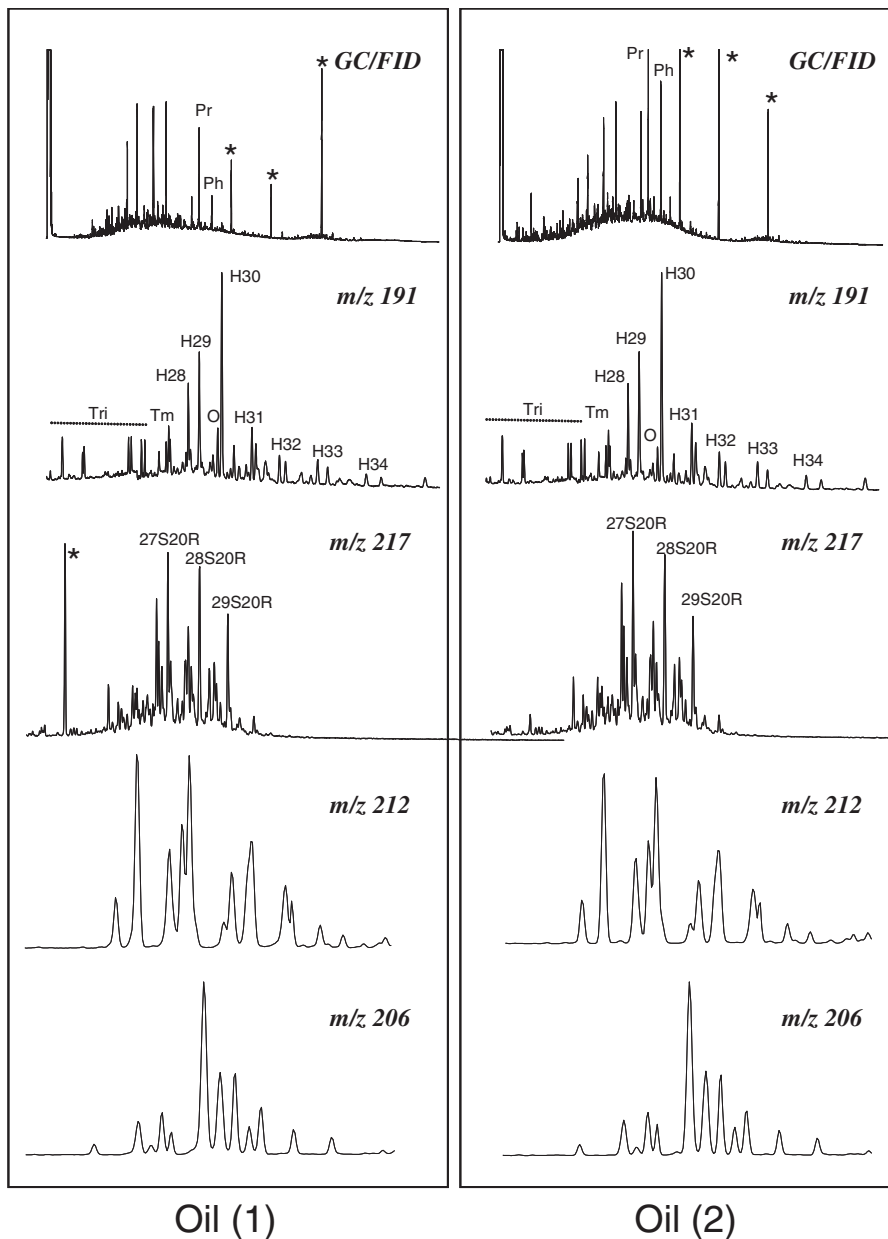 * GC/FID
Pr
*
Ph
*
H30
m/z 191
H29
H28
Tri
Tm
O
H31
H32
H33
H34
27S20R
m/z 217
*
28S20R
29S20R
m/z 212
m/z 206
Oil (1)
Pr
*
*
GC/FID
Ph
*
H30
m/z 191
H29
H28
Tri
Tm
O
H31
H32
H33
H34
27S20R
m/z 217
28S20R
29S20R
m/z 212
m/z 206
Oil (2)